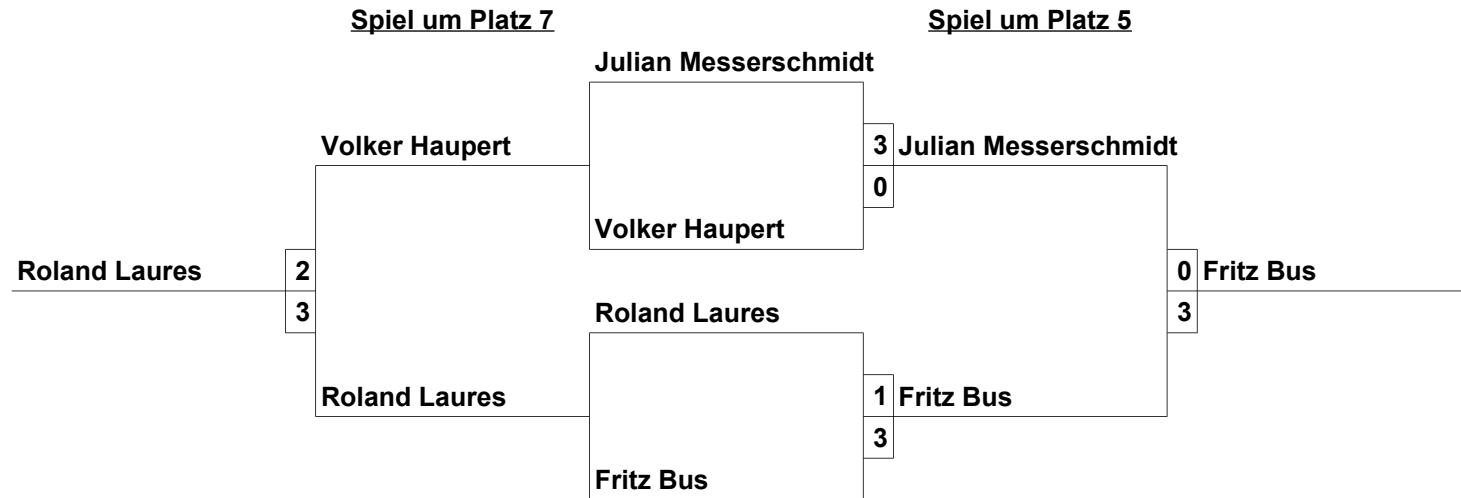 Spiel um Platz 7
Spiel um Platz 5
Julian Messerschmidt
Volker Haupert
3 Julian Messerschmidt
0
Volker Haupert
Roland Laures
2
0 Fritz Bus
3
Roland Laures
3
Roland Laures
1 Fritz Bus
3
Fritz Bus